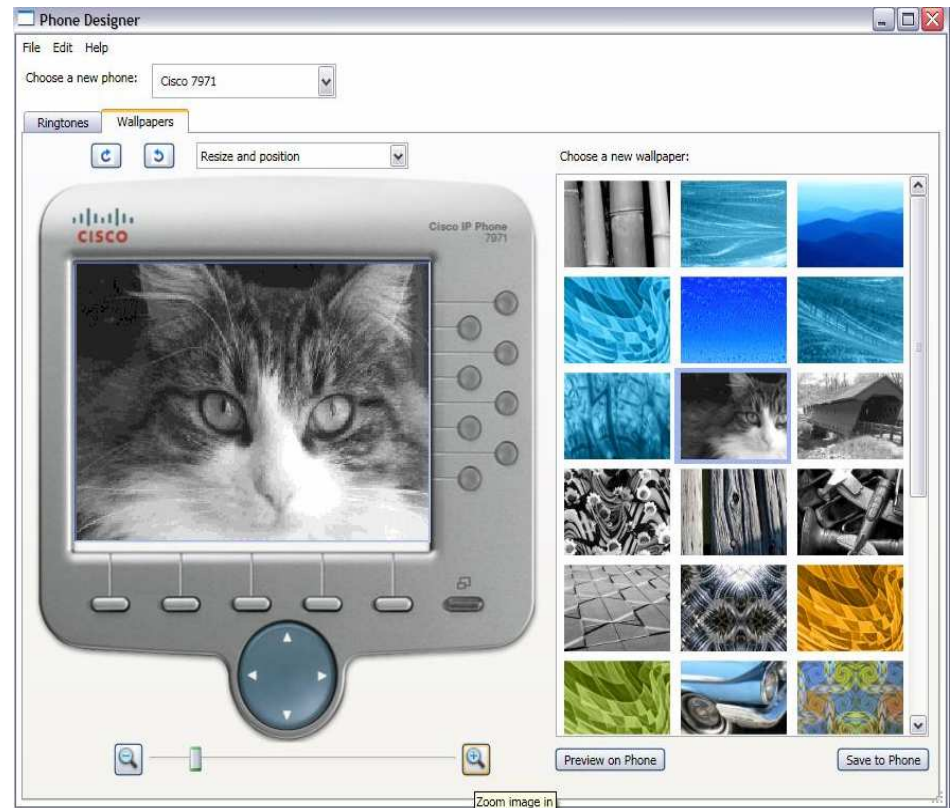 Phone Designer
File Edit Help
Choose a new phone: Cisco 7971
Ringtones Wallpapers
Resize and position
Choose a new wallpaper:
CISCO
Cisco IP Phone
7971
Preview on Phone
Save to Phone
Zoom image in